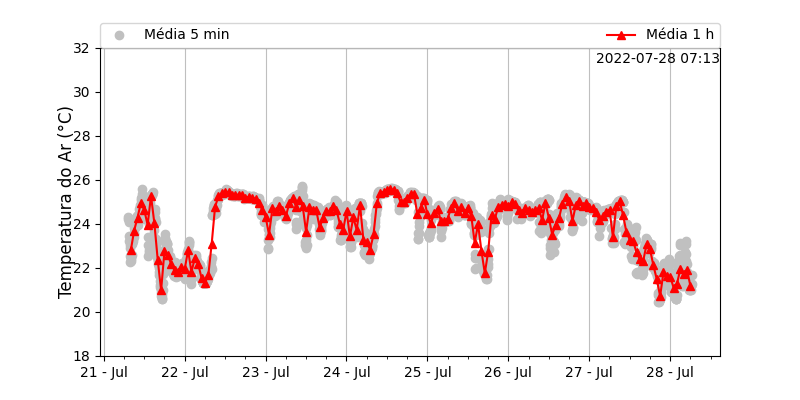 Média 5 min
Média 1 h
2022-07-28 07:13
Temperatura do Ar (°C)
32
30
28
26
24
22
20
18
21 - Jul
22 - Jul
23 - Jul
24 - Jul
25 - Jul
26 - Jul
27 - Jul
28 - Jul